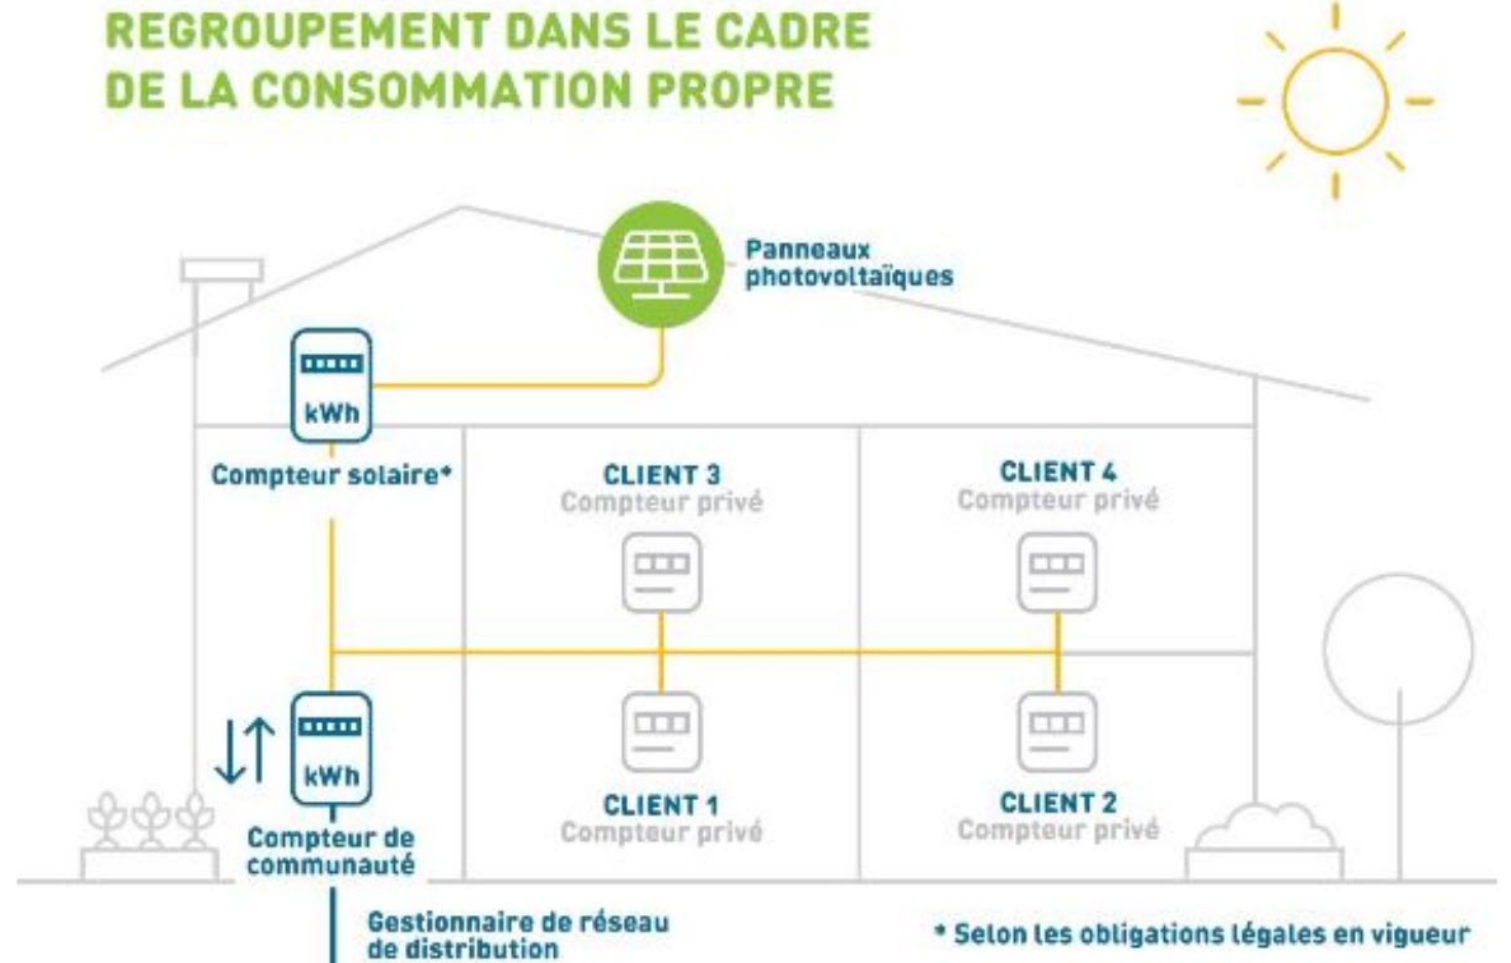 REGROUPEMENT DANS LE CADRE
DE LA CONSOMMATION PROPRE
Panneaux
photovoltaïques
kWh
Compteur solaire*
CLIENT 3
Compteur privé
CLIENT 4
Compteur privé
kWh
Compteur de
communauté
CLIENT 1
Compteur privé
CLIENT 2
Compteur privé
Gestionnaire de réseau
de distribution
* Selon les obligations légales en vigueur